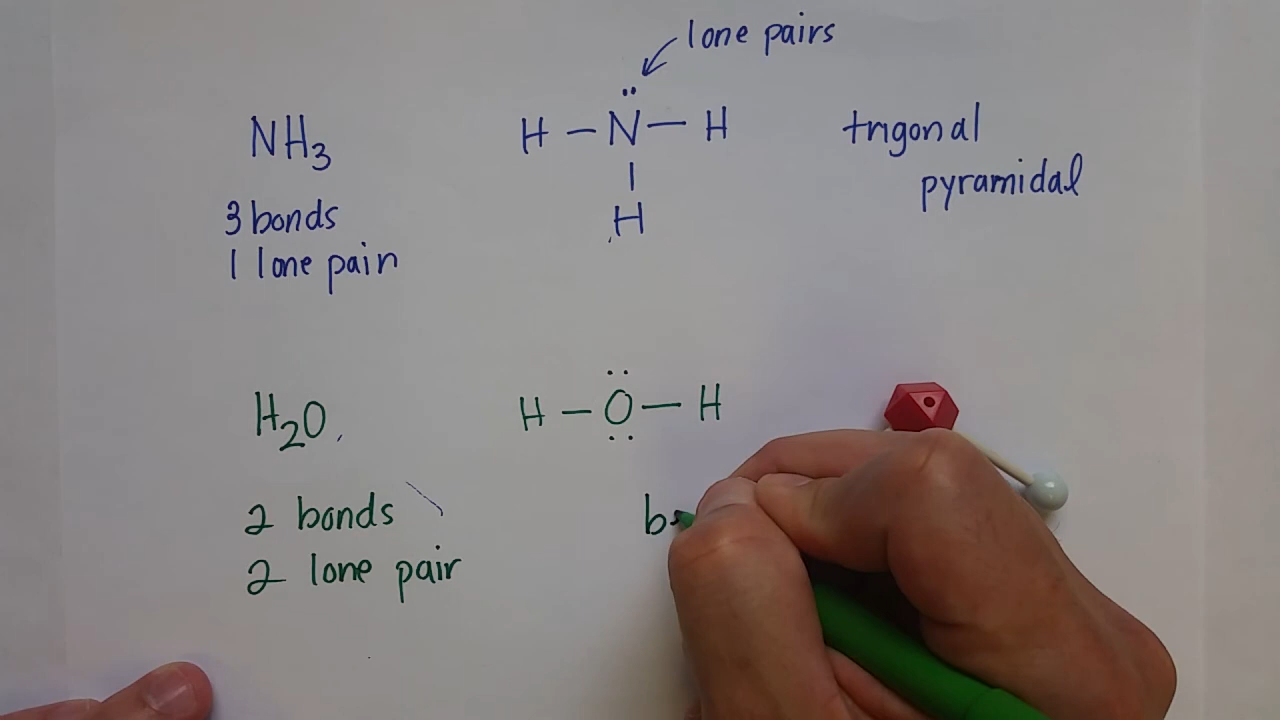 lone pairs
NH3
H – N̈ – H
|
H
trigonal
pyramidal
3 bonds
1 lone pair
H2O
H – O – H
2 bonds
2 lone pair